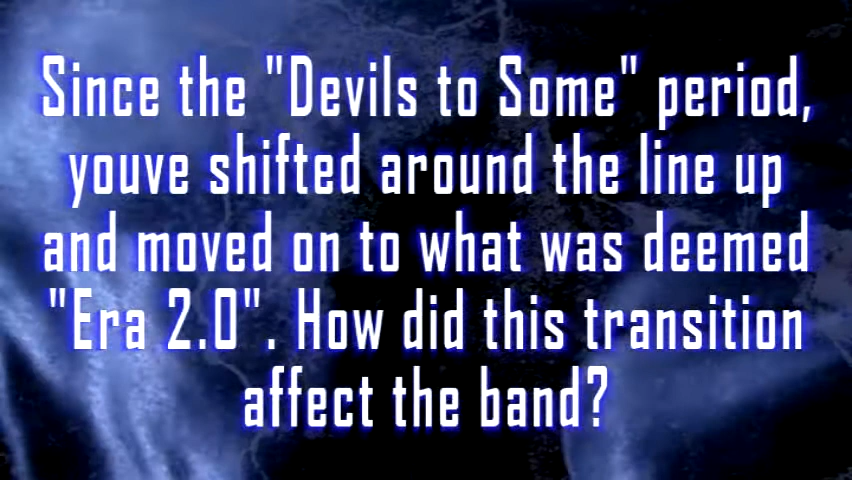 Since the "Devils to Some" period,
youve shifted around the line up
and moved on to what was deemed
"Era 2.0". How did this transition
affect the band?